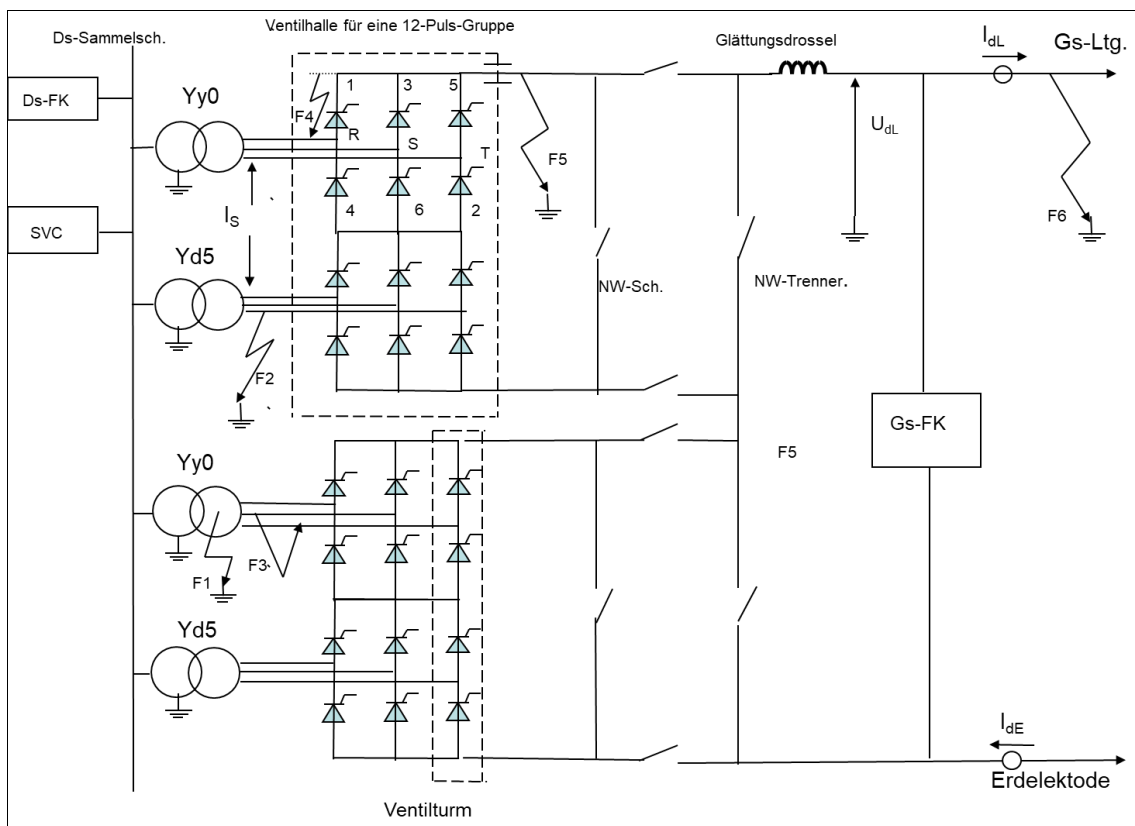 Ds-Sammelsch.
Ventilhalle für eine 12-Puls-Gruppe
Glättungsdrossel
IdL
Gs-Ltg.
Ds-FK
Yy0
F4
1
3
5
R
S
T
F5
UdL
F6
4
6
2
IS
SVC
Yd5
F2
NW-Sch.
NW-Trenner.
Gs-FK
Yy0
F5
F1
F3
Yd5
IdE
Erdelektode
Ventilturm